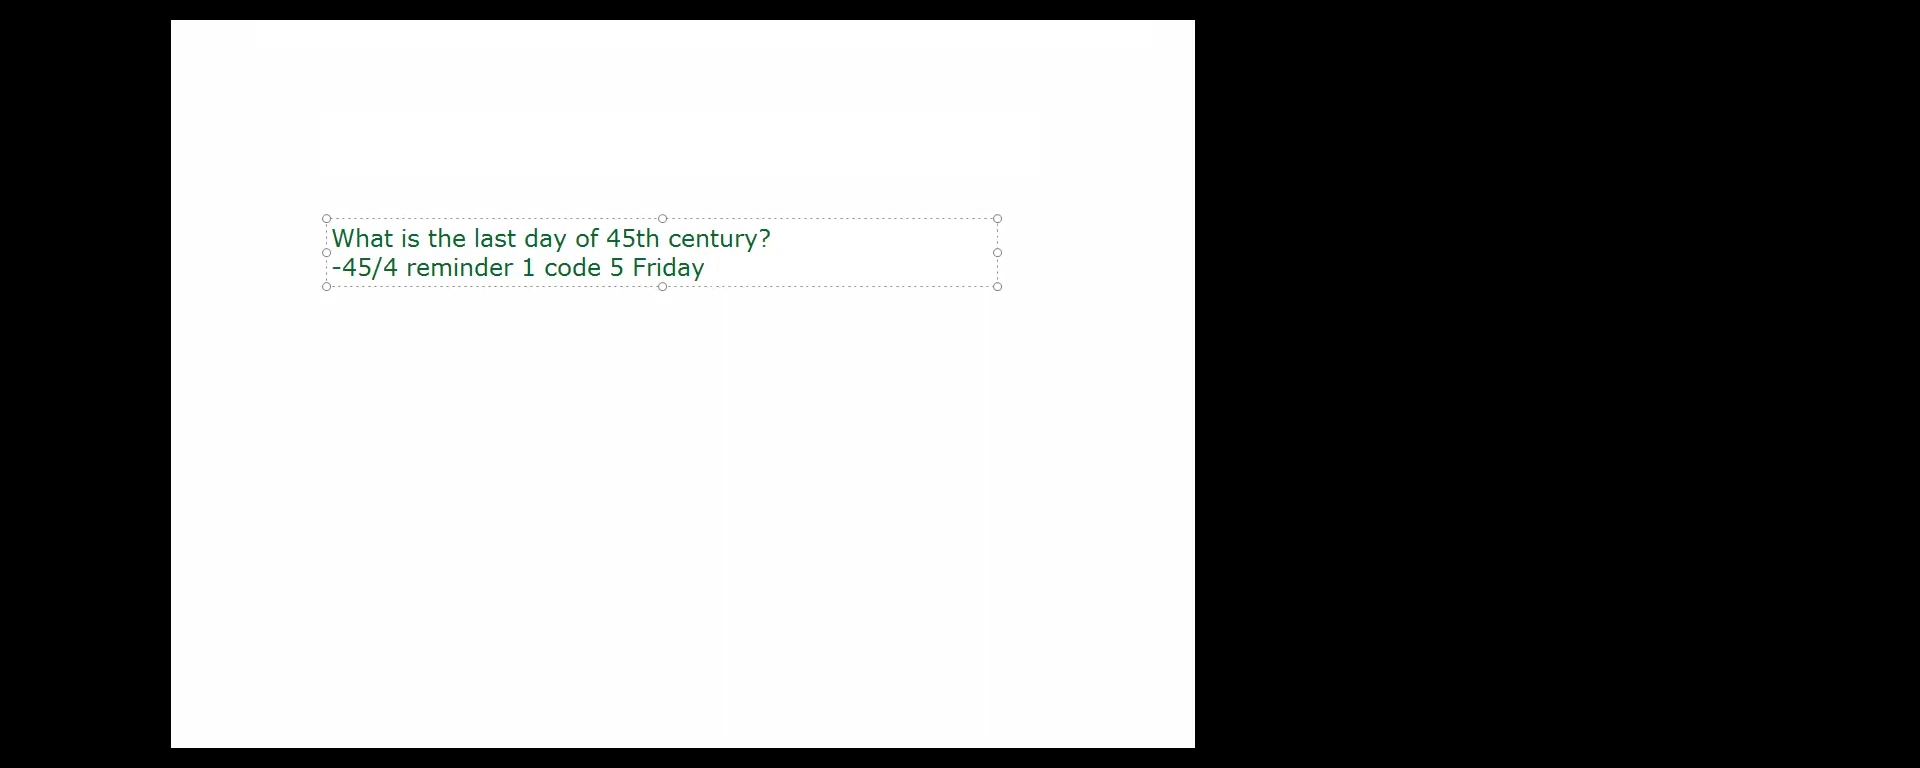 What is the last day of 45th century?
-45/4 reminder 1 code 5 Friday